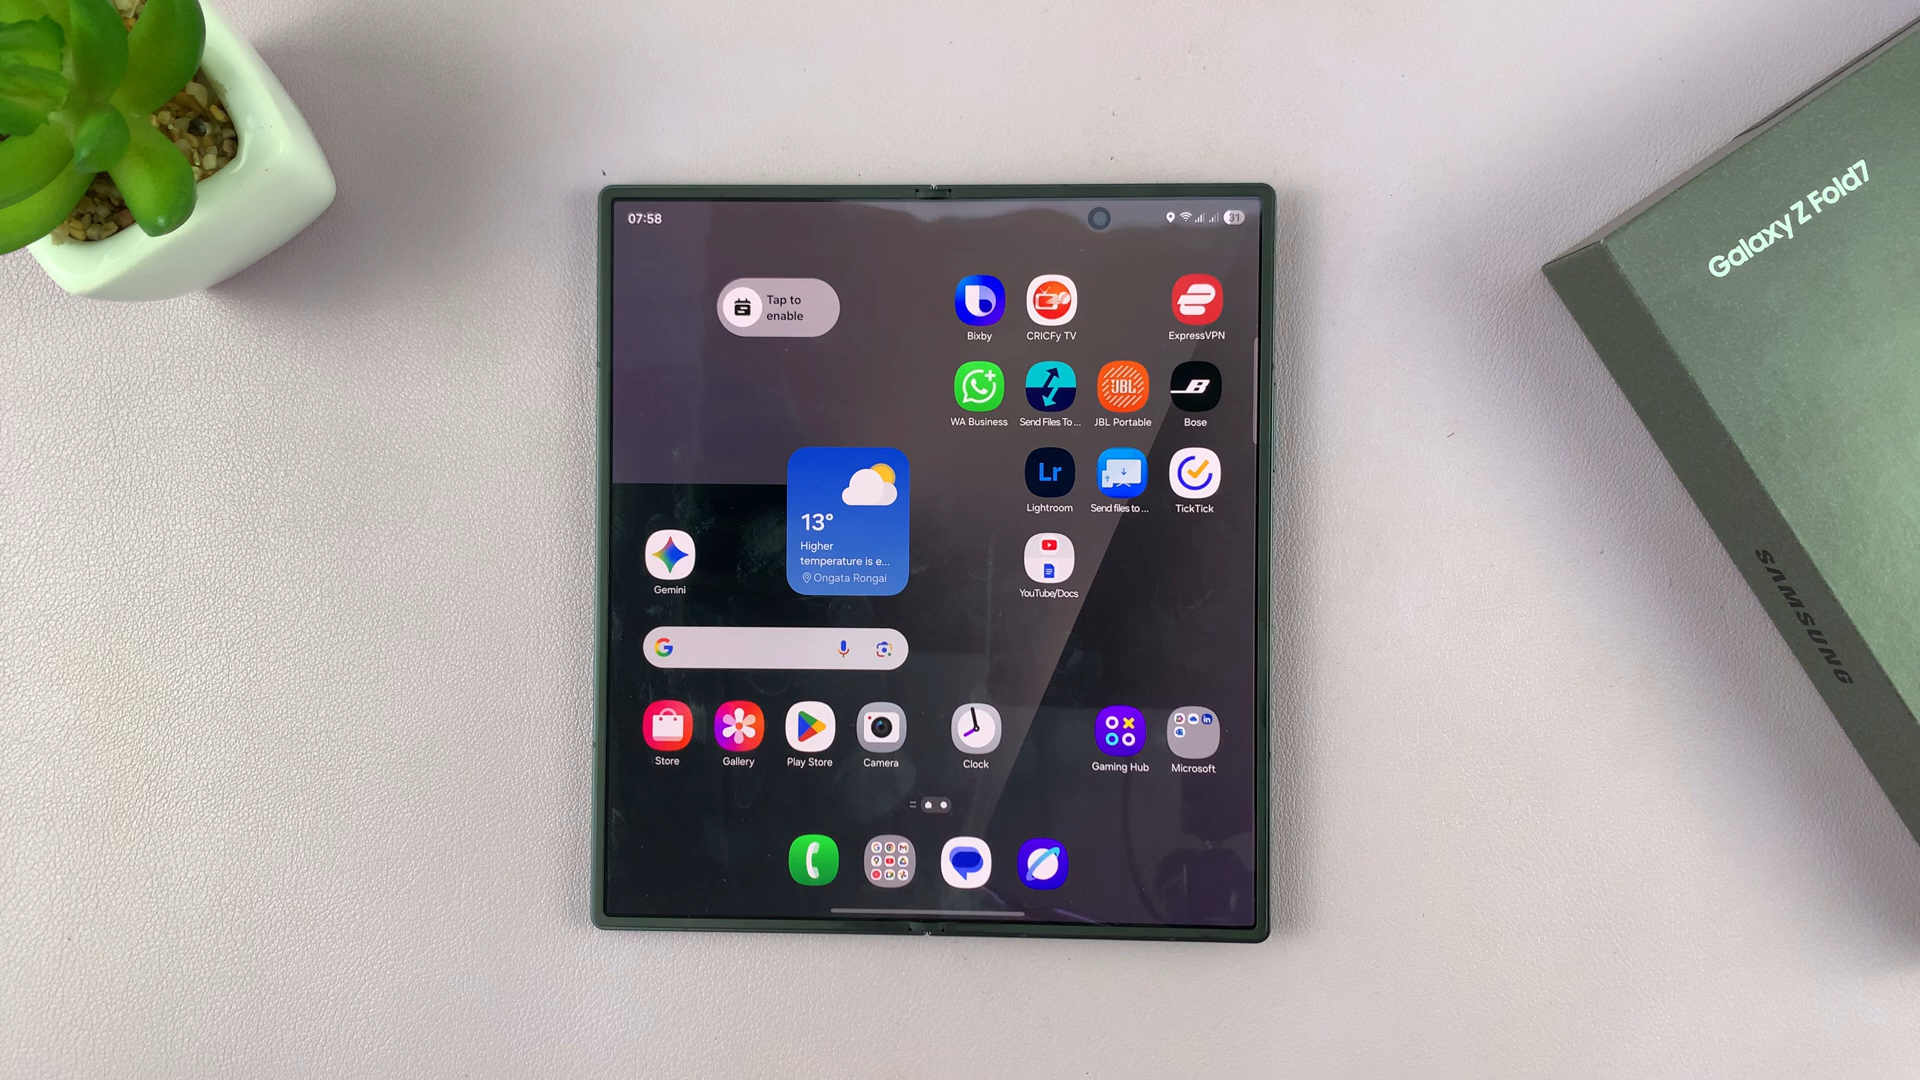 07:58
31
Tap to
enable
Bixby
CRICFy TV
ExpressVPN
WA Business
Send Files To ...
JBL
JBL Portable
Bose
13°
Higher
temperature is e...
Ongata Rongai
Lr
Lightroom
Send files to ...
TickTick
Gemini
YouTube/Docs
G
Store
Gallery
Play Store
Camera
Clock
Gaming Hub
Microsoft
Galaxy Z Fold7
SAMSUNG